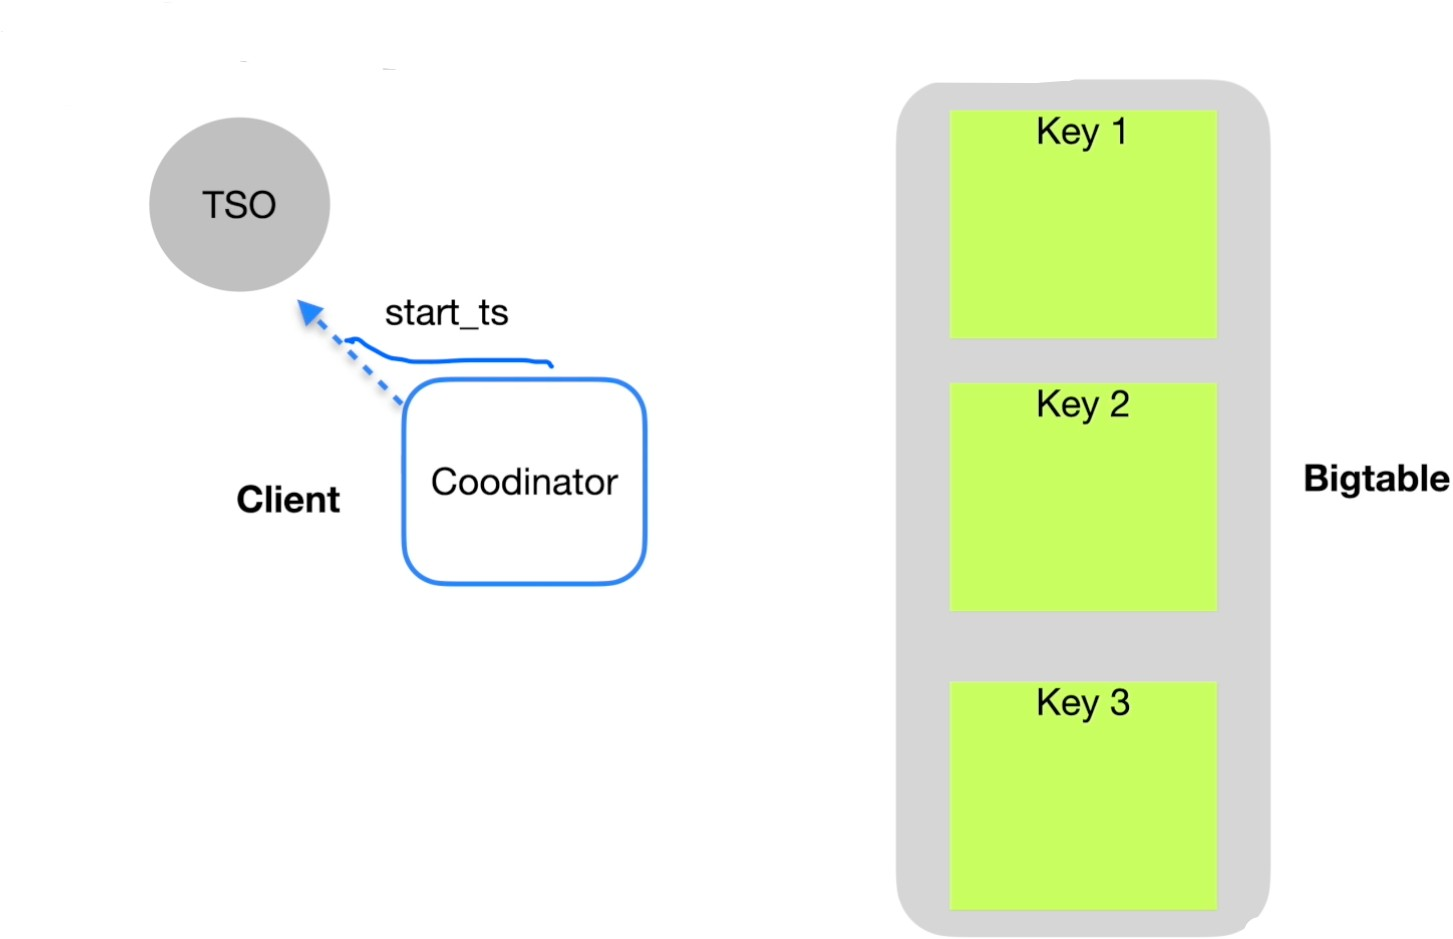 TSO
start_ts
Client
Coodinator
Key 1
Key 2
Key 3
Bigtable